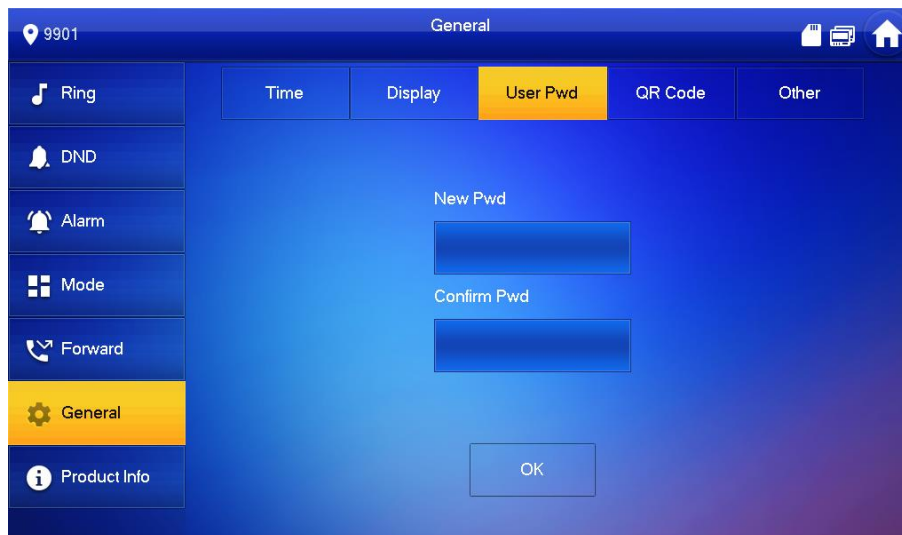 9901
General
Ring
DND
Alarm
Mode
Forward
General
Product Info
Time
Display
User Pwd
QR Code
Other
New Pwd
Confirm Pwd
OK